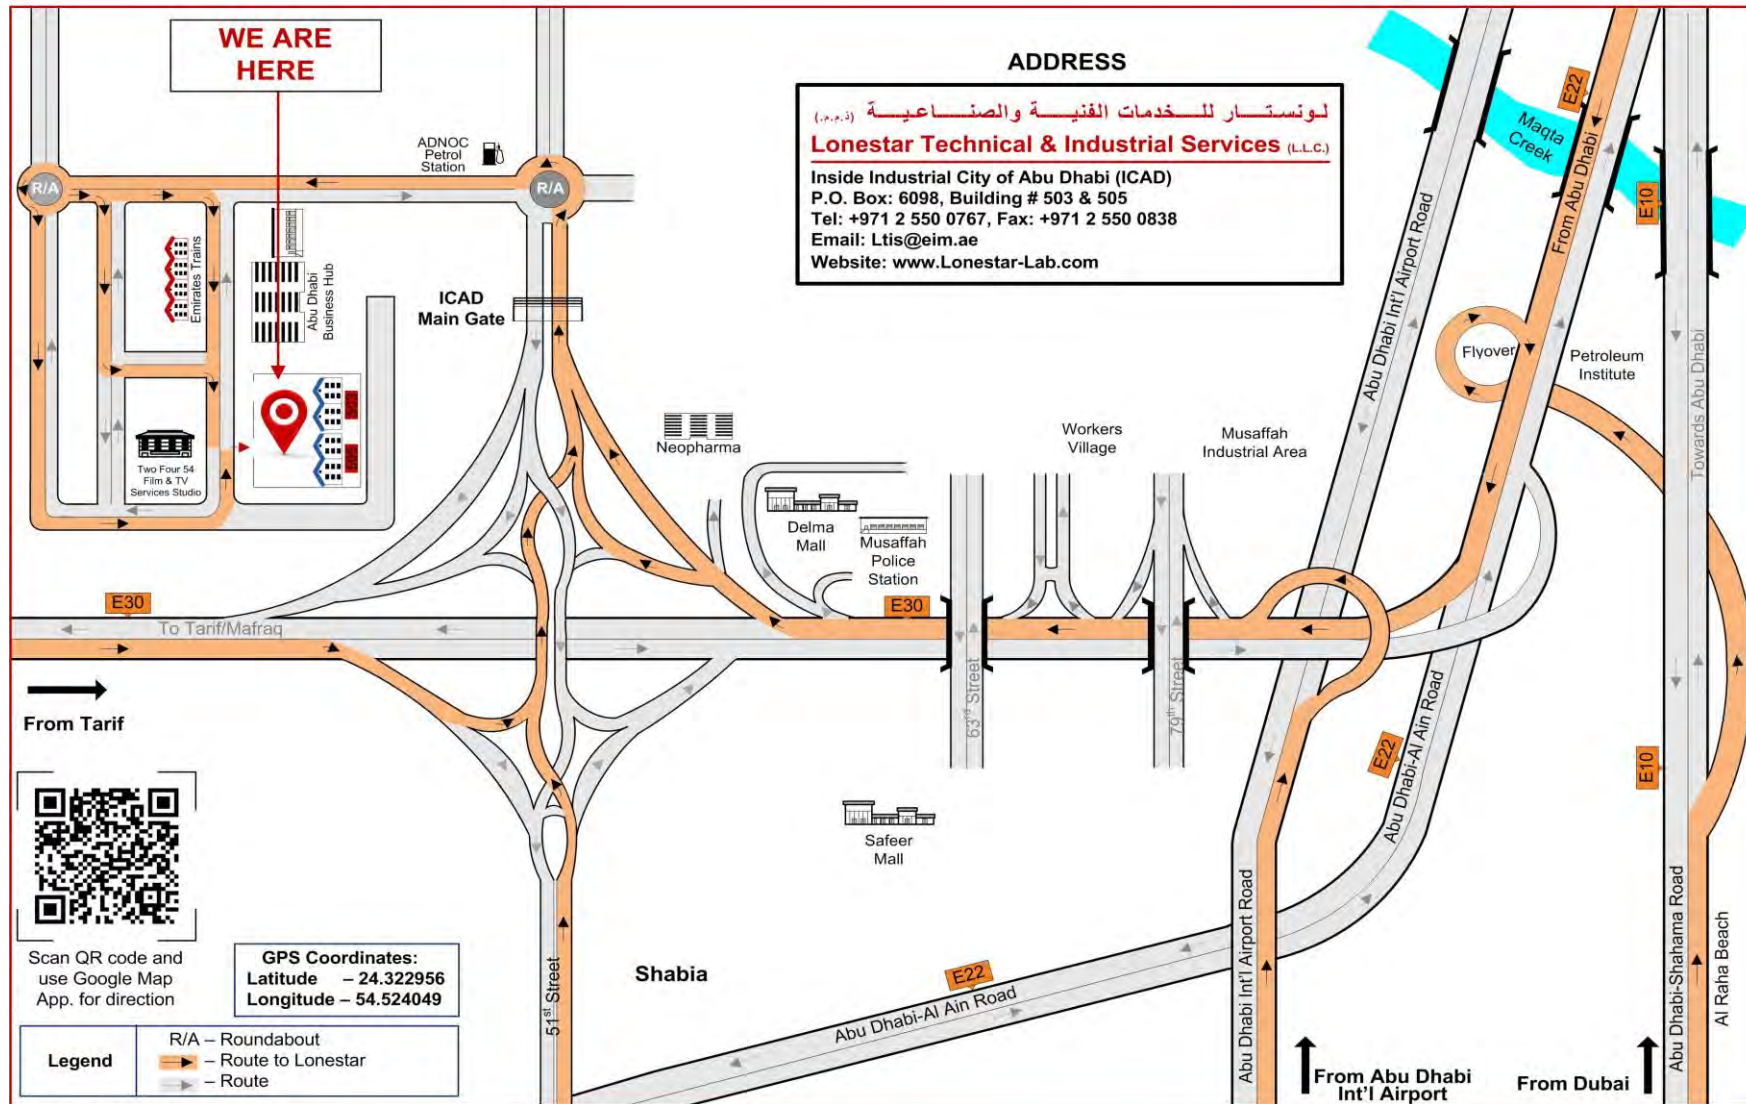 WE ARE
HERE
ADDRESS
لونستار للخدمات الفنية والصناعية (ذ.م.م.)
Lonestar Technical & Industrial Services (L.L.C.)
Inside Industrial City of Abu Dhabi (ICAD)
P.O. Box: 6098, Building # 503 & 505
Tel: +971 2 550 0767, Fax: +971 2 550 0838
Email: Ltis@eim.ae
Website: www.Lonestar-Lab.com
ADNOC
Petrol
Station
R/A
R/A
Emirates Trains
Abu Dhabi
Business Hub
ICAD
Main Gate
503
505
Two Four 54
Film & TV
Services Studio
Neopharma
Delma
Mall
Musaffah
Police
Station
Workers
Village
Musaffah
Industrial Area
Abu Dhabi Int'l Airport Road
From Abu Dhabi
E22
Maqta
Creek
E10
Flyover
Petroleum
Institute
Towards Abu Dhabi
E30
To Tarif/Mafraq
E30
63rd Street
79th Street
From Tarif
Safeer
Mall
E22
Abu Dhabi-Al Ain Road
E10
Scan QR code and
use Google Map
App. for direction
GPS Coordinates:
Latitude – 24.322956
Longitude – 54.524049
51st Street
Shabia
E22
Abu Dhabi-Al Ain Road
Abu Dhabi Int'l Airport Road
Abu Dhabi-Shahama Road
Al Raha Beach
Legend
R/A – Roundabout
– Route to Lonestar
– Route
From Abu Dhabi
Int'l Airport
From Dubai